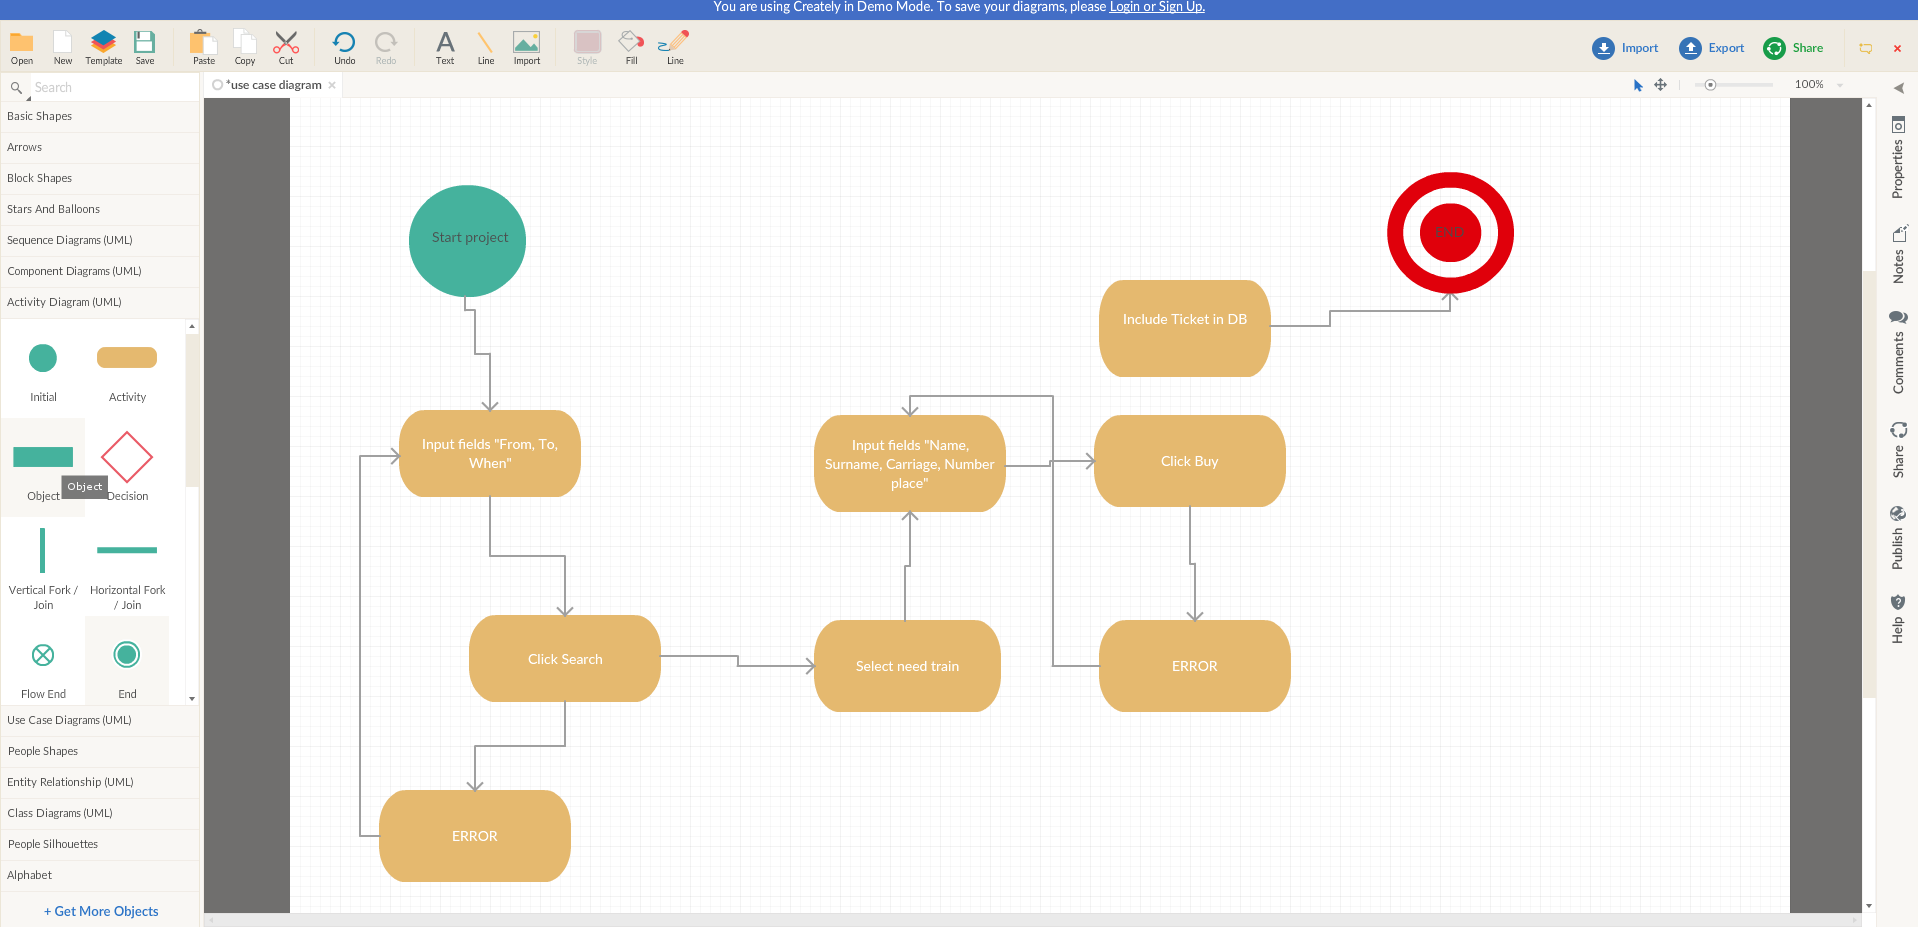 You are using Creately in Demo Mode. To save your diagrams, please Login or Sign Up.
Open New Template Save Paste Copy Cut Undo Redo Text Line Import Style Fill Line
Import Export Share
Search
*use case diagram
100%
Basic Shapes
Arrows
Block Shapes
Stars And Balloons
Sequence Diagrams (UML)
Component Diagrams (UML)
Activity Diagram (UML)
Initial Activity
Object Decision
Object
Vertical Fork / Horizontal Fork
Join / Join
Flow End End
Use Case Diagrams (UML)
People Shapes
Entity Relationship (UML)
Class Diagrams (UML)
People Silhouettes
Alphabet
+ Get More Objects
Start project
END
Include Ticket in DB
Input fields "From, To,
When"
Input fields "Name,
Surname, Carriage, Number
place"
Click Buy
Click Search
Select need train
ERROR
ERROR
Properties
Notes
Comments
Share
Publish
Help